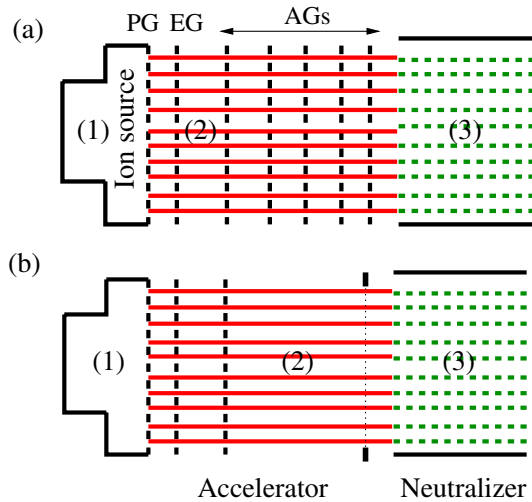 (a)
PG EG AGs
(1)
Ion source
(2)
(3)
(b)
(1)
(2)
(3)
Accelerator
Neutralizer